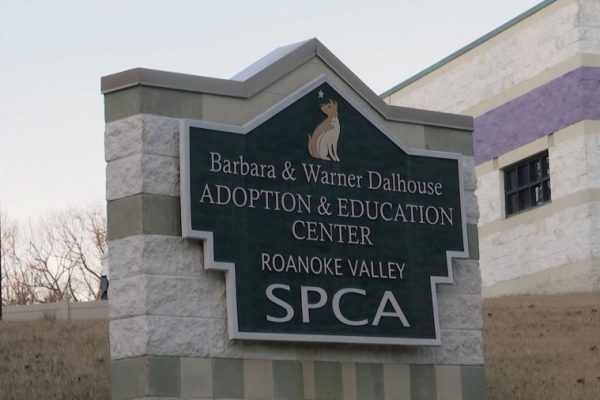 Barbara & Warner Dalhouse
ADOPTION & EDUCATION
CENTER
ROANOKE VALLEY
SPCA